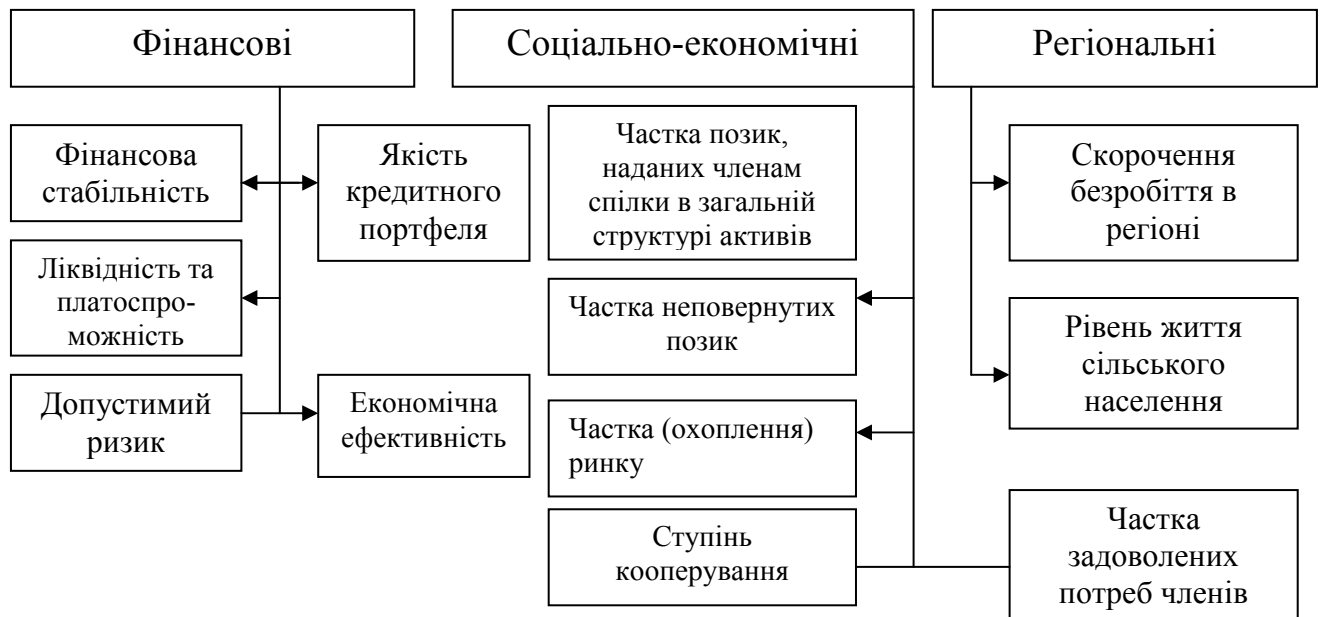 Фінансові
Соціально-економічні
Регіональні
Фінансова
стабільність
Якість
кредитного
портфеля
Частка позик,
наданих членам
спілки в загальній
структурі активів
Скорочення
безробіття в
регіоні
Ліквідність та
платоспро-
можність
Частка неповернутих
позик
Рівень життя
сільського
населення
Допустимий
ризик
Економічна
ефективність
Частка (охоплення)
ринку
Ступінь
кооперування
Частка
задоволених
потреб членів